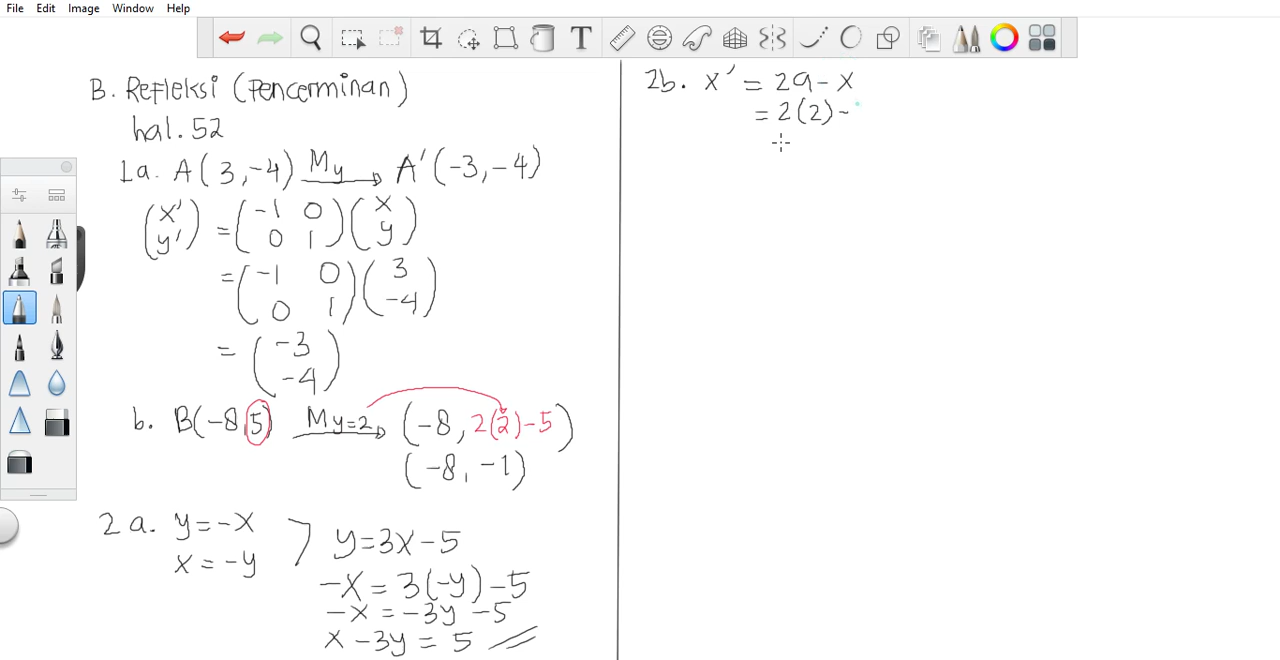 File Edit Image Window Help
B. Refleksi (Pencerminan)
hal. 52
1a. A(3, -4) My → A'(-3, -4)
(x' y') = (-1 0 0 1)(x y)
= (-1 0 0 1)(3 -4)
= (-3 -4)
b. B(-8, 5) My=2 → (-8, 2(2)-5)
(-8, -1)
2a. y = -x
x = -y
y = 3x - 5
-x = 3(-y) - 5
-x = -3y - 5
x - 3y = 5
2b. x' = 2a - x
= 2(2) -